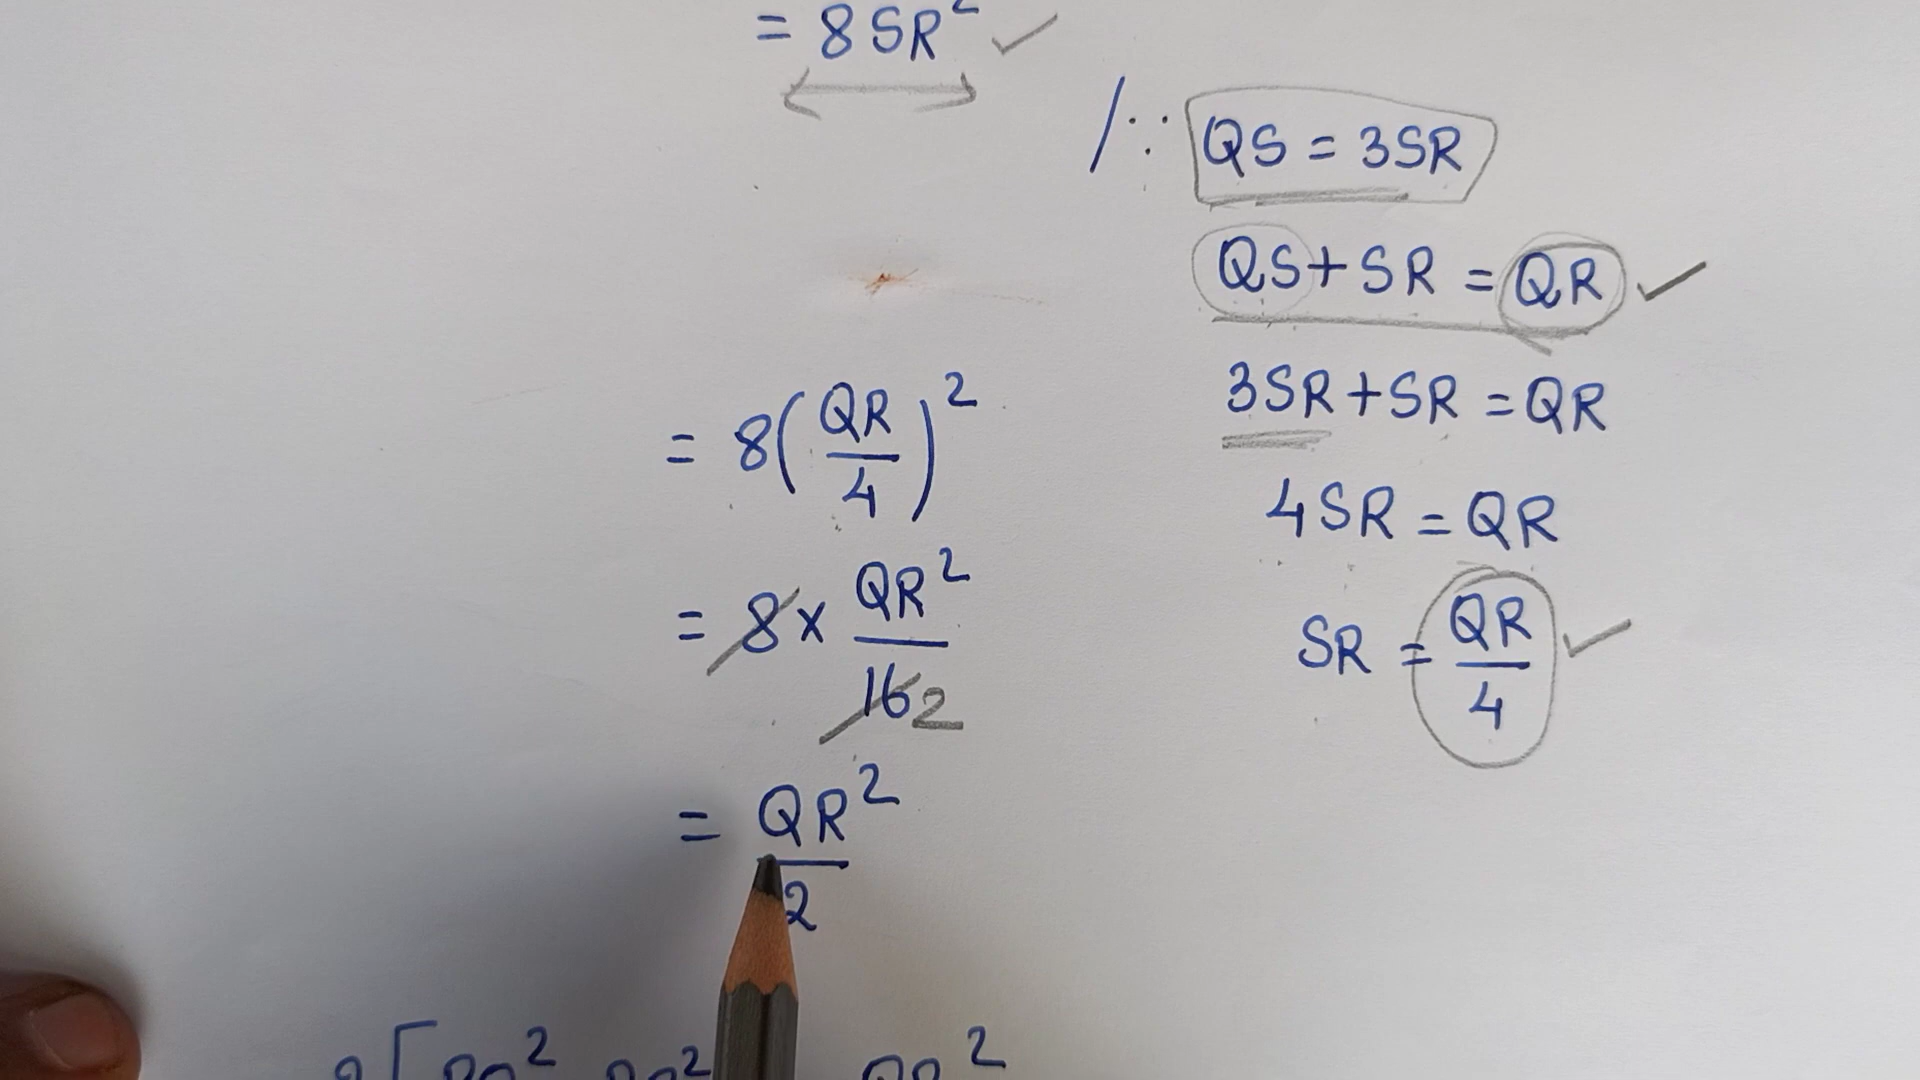 = 8SR² ✓
/∵ QS = 3SR
QS + SR = QR ✓
3SR + SR = QR
4SR = QR
SR = QR/4 ✓
= 8(QR/4)²
= 8 × QR²/16 2
= QR²/2